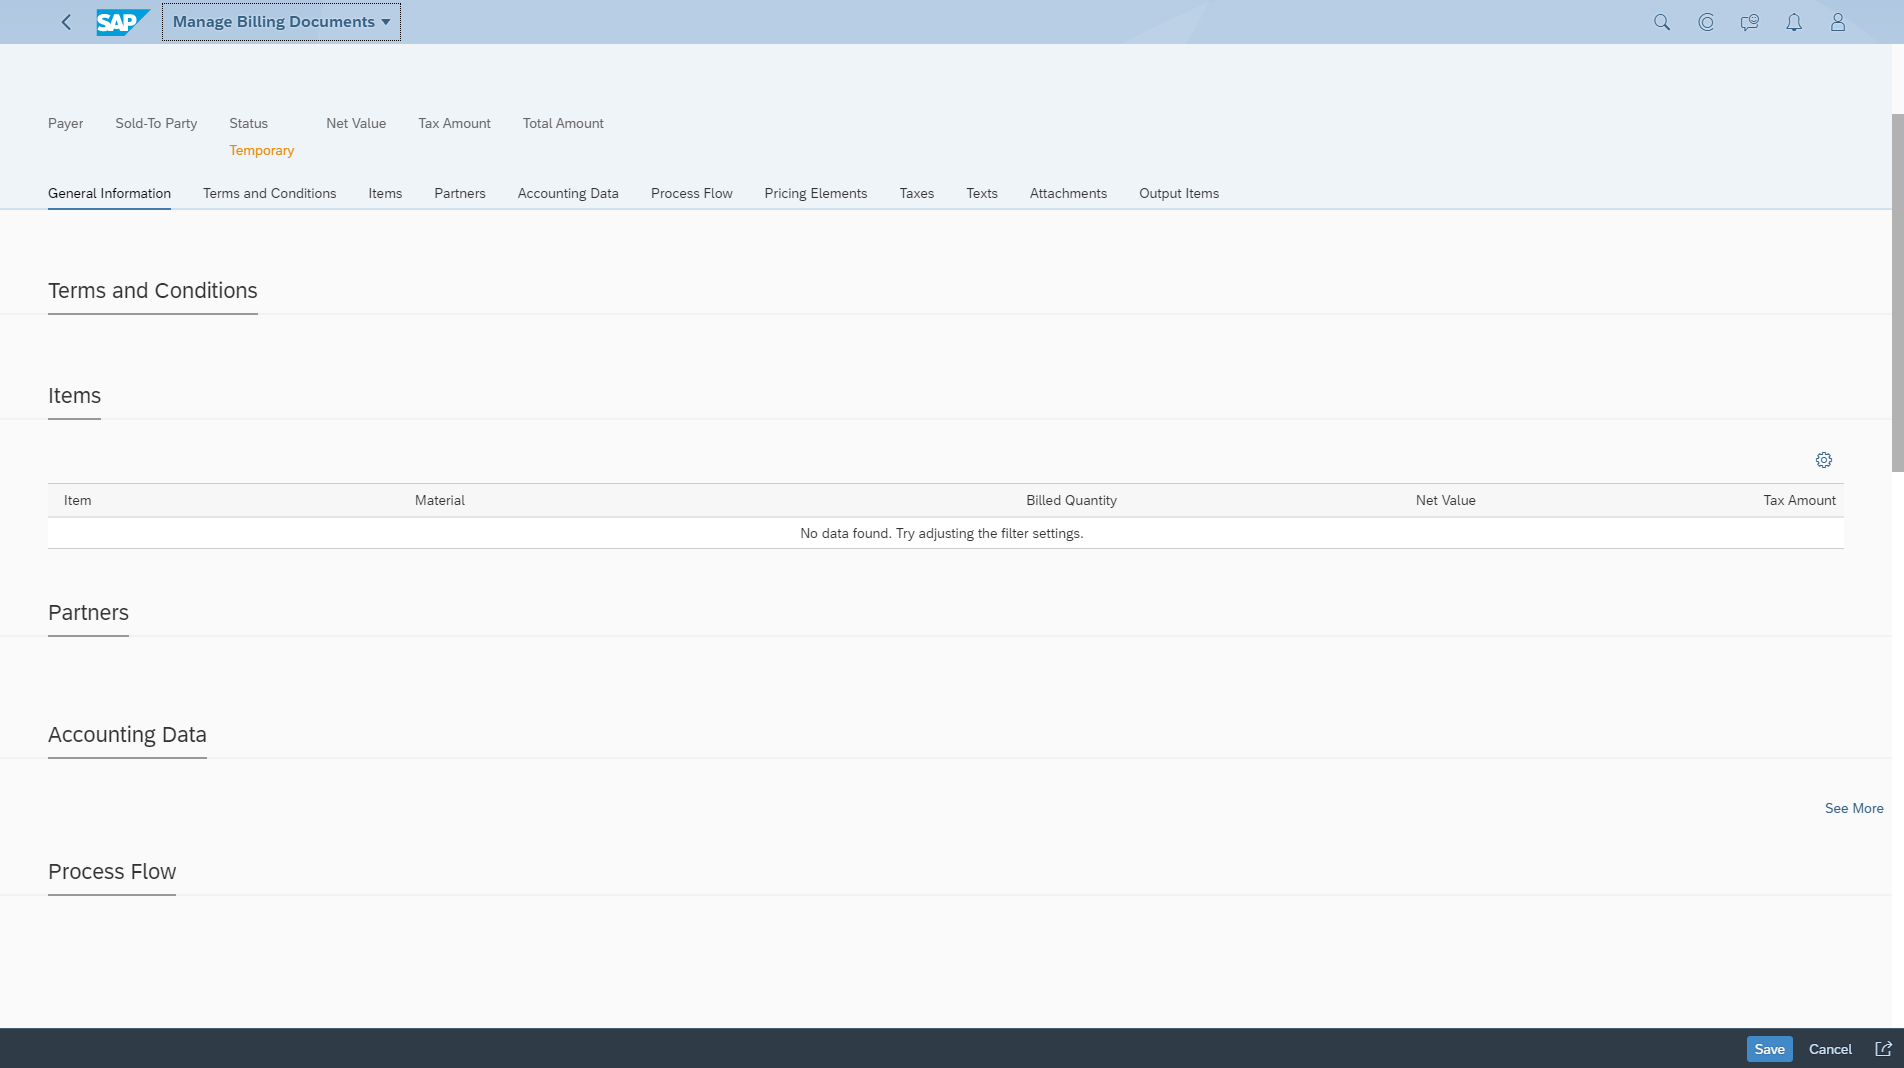 SAP Manage Billing Documents
Payer Sold-To Party Status Net Value Tax Amount Total Amount
Temporary
General Information Terms and Conditions Items Partners Accounting Data Process Flow Pricing Elements Taxes Texts Attachments Output Items
Terms and Conditions
Items
Item Material Billed Quantity Net Value Tax Amount
No data found. Try adjusting the filter settings.
Partners
Accounting Data
See More
Process Flow
Save Cancel